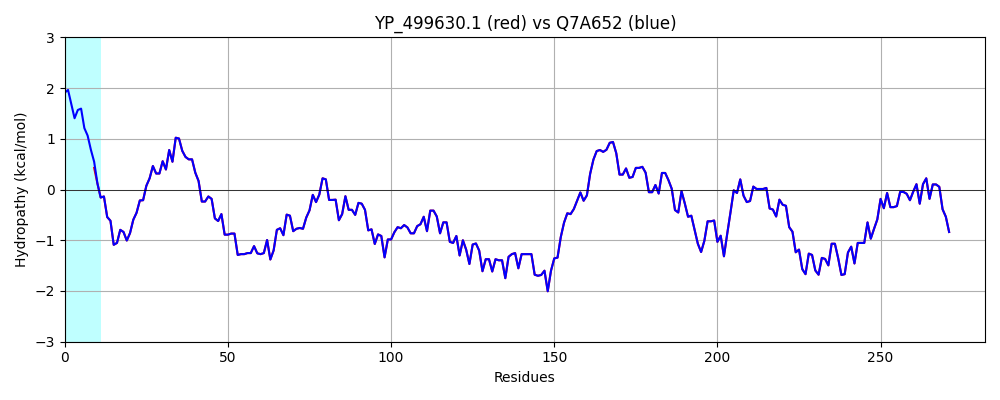 YP_499630.1 (red) vs Q7A652 (blue)
Hydropathy (kcal/mol)
3
2
1
0
−1
−2
−3
0 50 100 150 200 250
Residues